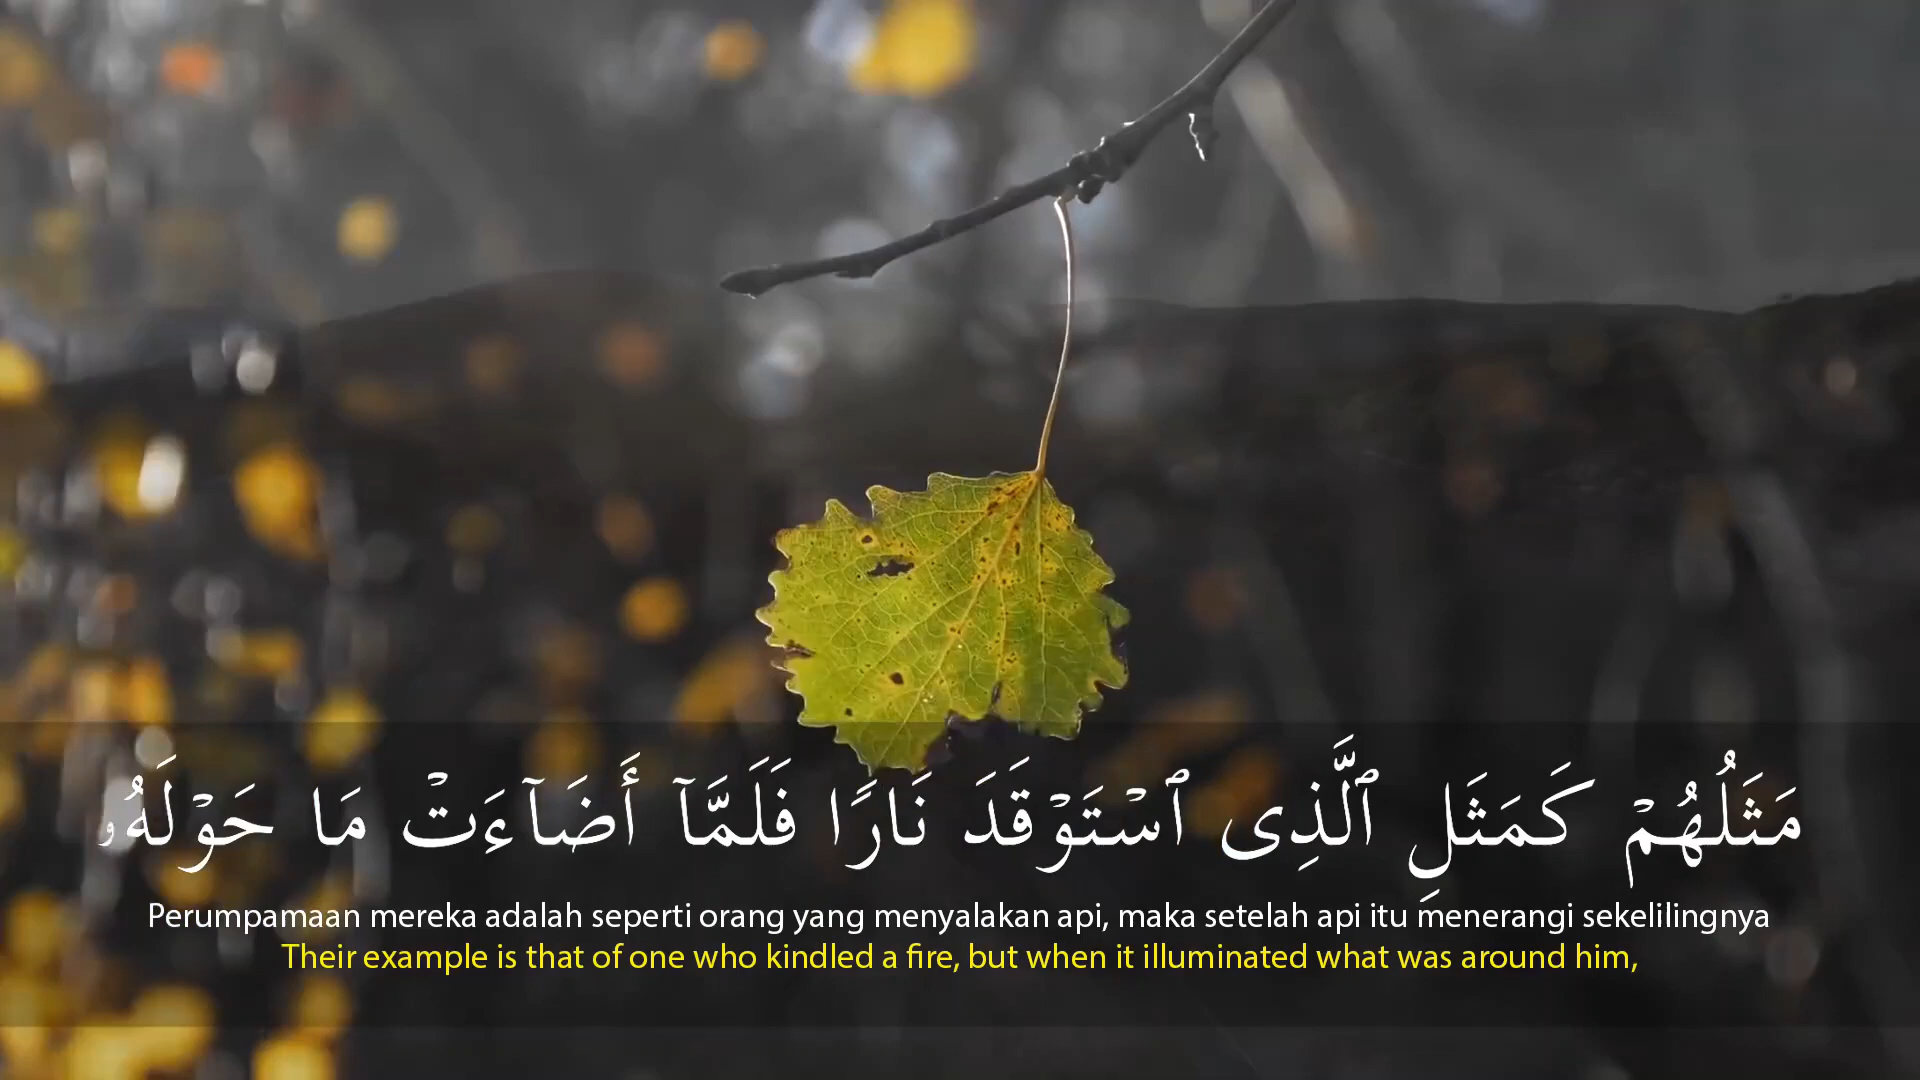 مَثَلُهُمْ كَمَثَلِ ٱلَّذِى ٱسْتَوْقَدَ نَارًا فَلَمَّآ أَضَآءَتْ مَا حَوْلَهُۥ
Perumpamaan mereka adalah seperti orang yang menyalakan api, maka setelah api itu menerangi sekelilingnya
Their example is that of one who kindled a fire, but when it illuminated what was around him,